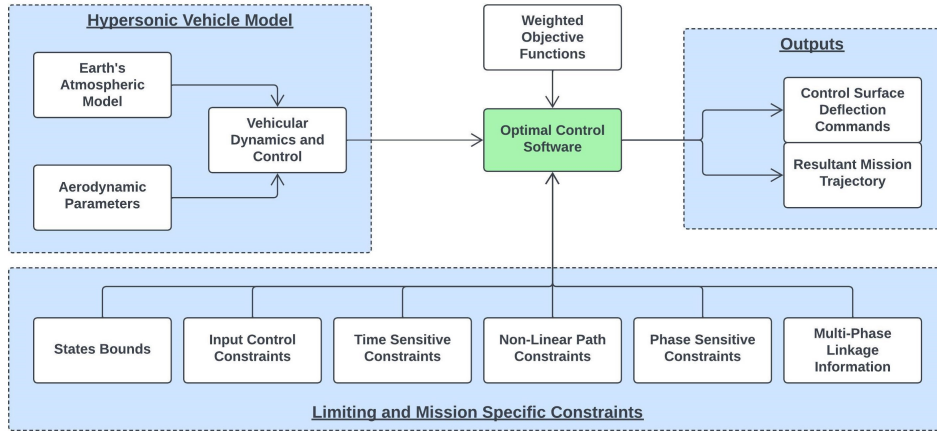 Hypersonic Vehicle Model
Earth's
Atmospheric
Model
Aerodynamic
Parameters
Vehicular
Dynamics and
Control
Weighted
Objective
Functions
Optimal Control
Software
Outputs
Control Surface
Deflection
Commands
Resultant Mission
Trajectory
States Bounds
Input Control
Constraints
Time Sensitive
Constraints
Non-Linear Path
Constraints
Phase Sensitive
Constraints
Multi-Phase
Linkage
Information
Limiting and Mission Specific Constraints